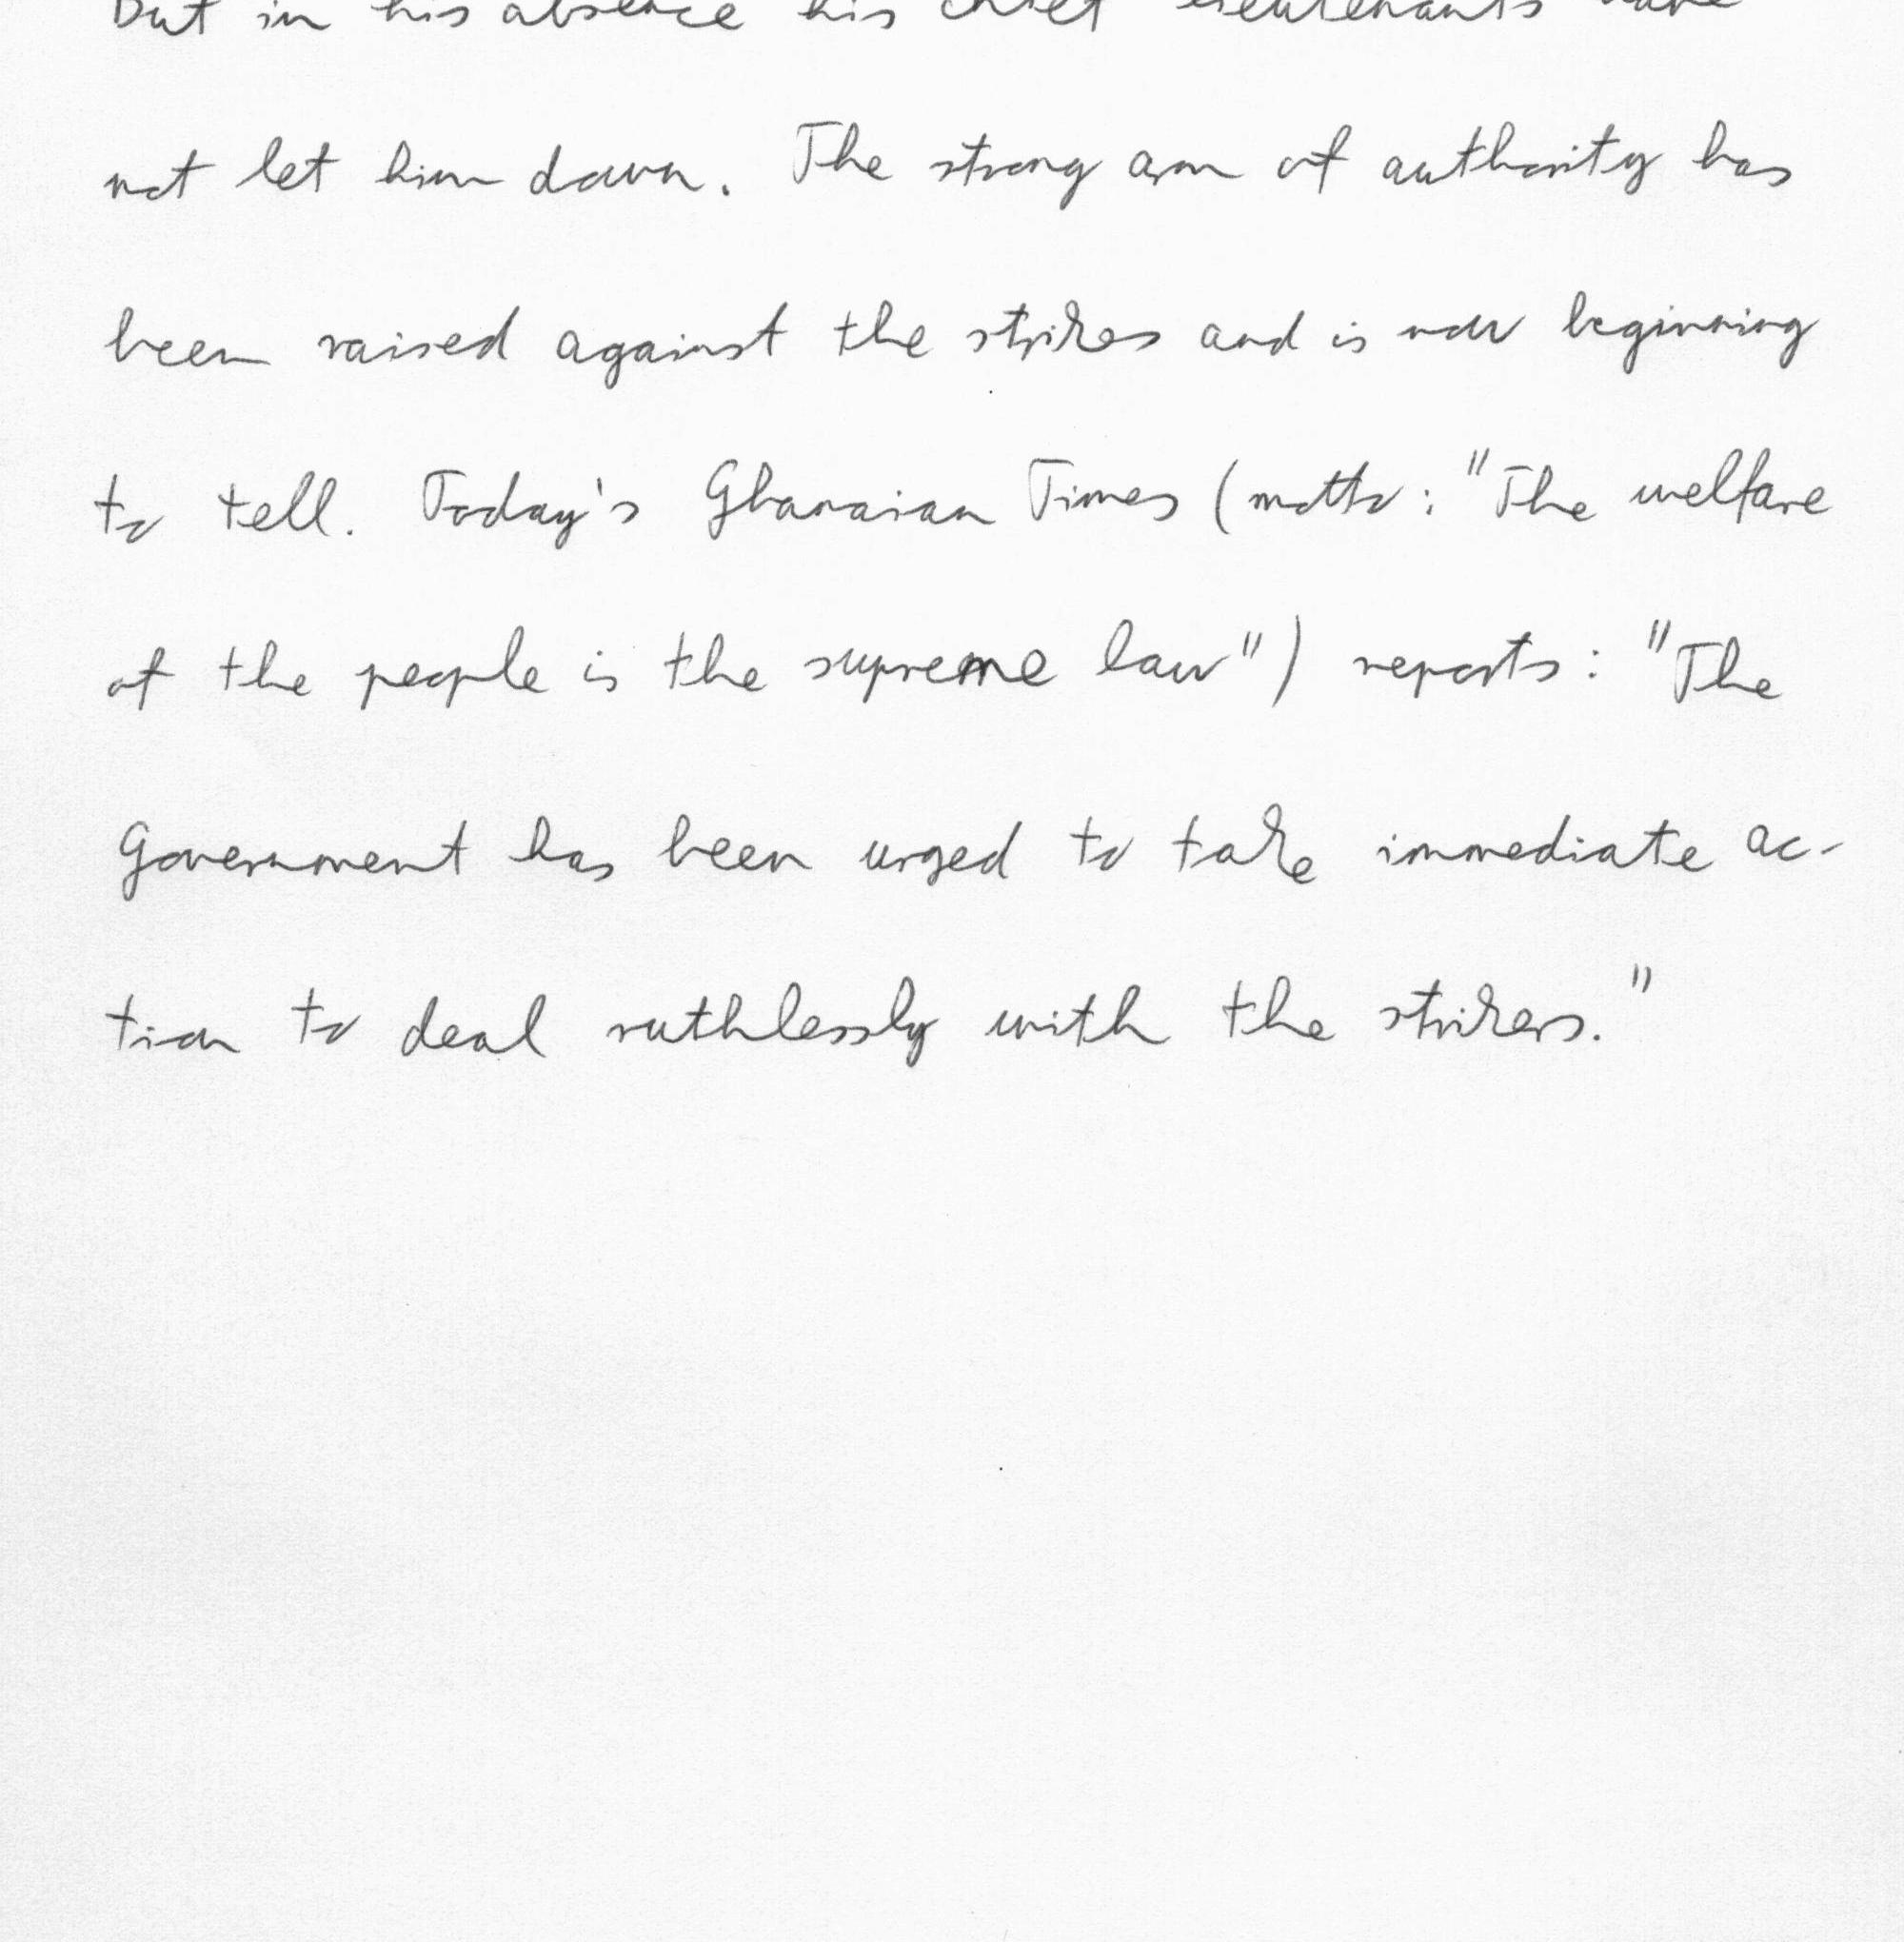 But in his absence his chief lieutenants have
not let him down. The strong arm of authority has
been raised against the strikes and is now beginning
to tell. Today's Ghanaian Times (motto: "The welfare
of the people is the supreme law") reports: "The
Government has been urged to take immediate ac-
tion to deal ruthlessly with the strikers."